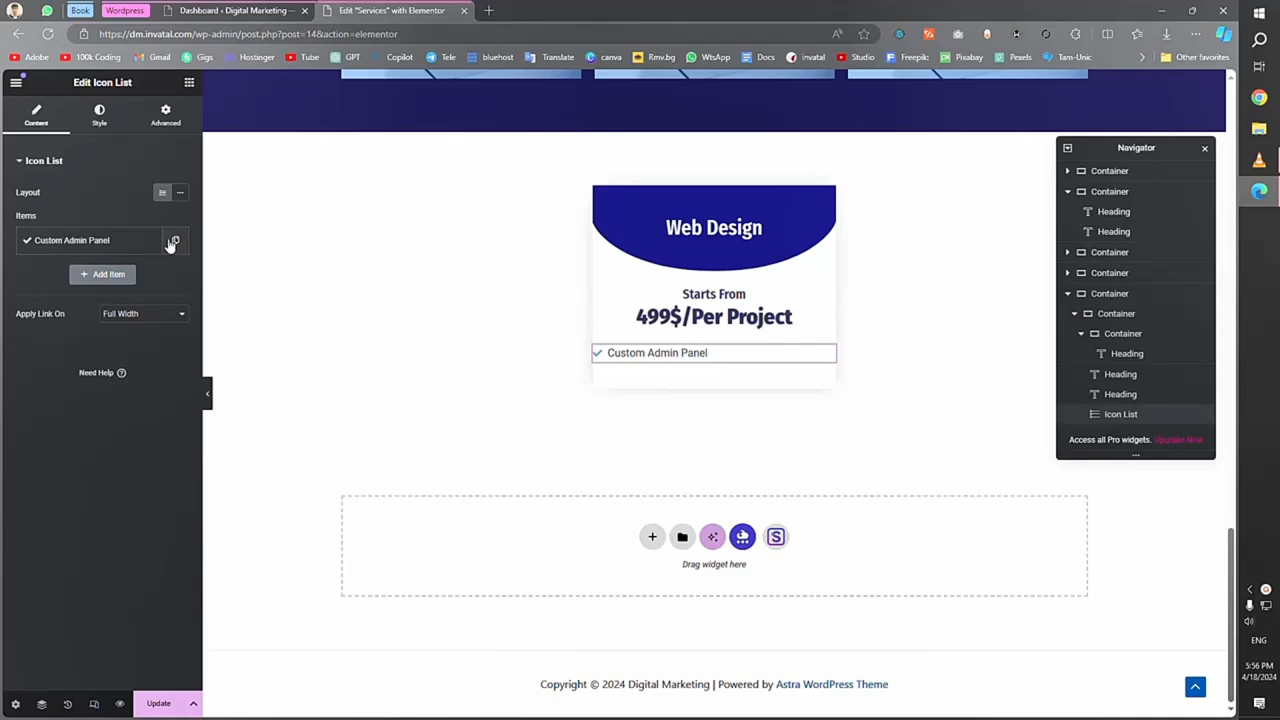 Book
Wordpress
Dashboard ‹ Digital Marketing —
Edit "Services" with Elementor
https://dm.invatal.com/wp-admin/post.php?post=14&action=elementor
Adobe
100k Coding
Gmail
Gigs
Hostinger
Tube
GPT
Copilot
Tele
bluehost
Translate
canva
Rmv.bg
WtsApp
Docs
invatal
Studio
Freepik:
Pixabay
Pexels
Tam-Unic
Other favorites
Edit Icon List
Content
Style
Advanced
Icon List
Layout
Items
Custom Admin Panel
+ Add Item
Apply Link On
Full Width
Need Help
Update
Web Design
Starts From
499$/Per Project
Custom Admin Panel
Drag widget here
Copyright © 2024 Digital Marketing | Powered by Astra WordPress Theme
Navigator
Container
Container
Heading
Heading
Container
Container
Container
Container
Container
Heading
Heading
Heading
Icon List
Access all Pro widgets. Upgrade Now
ENG
5:56 PM
4/18/2024